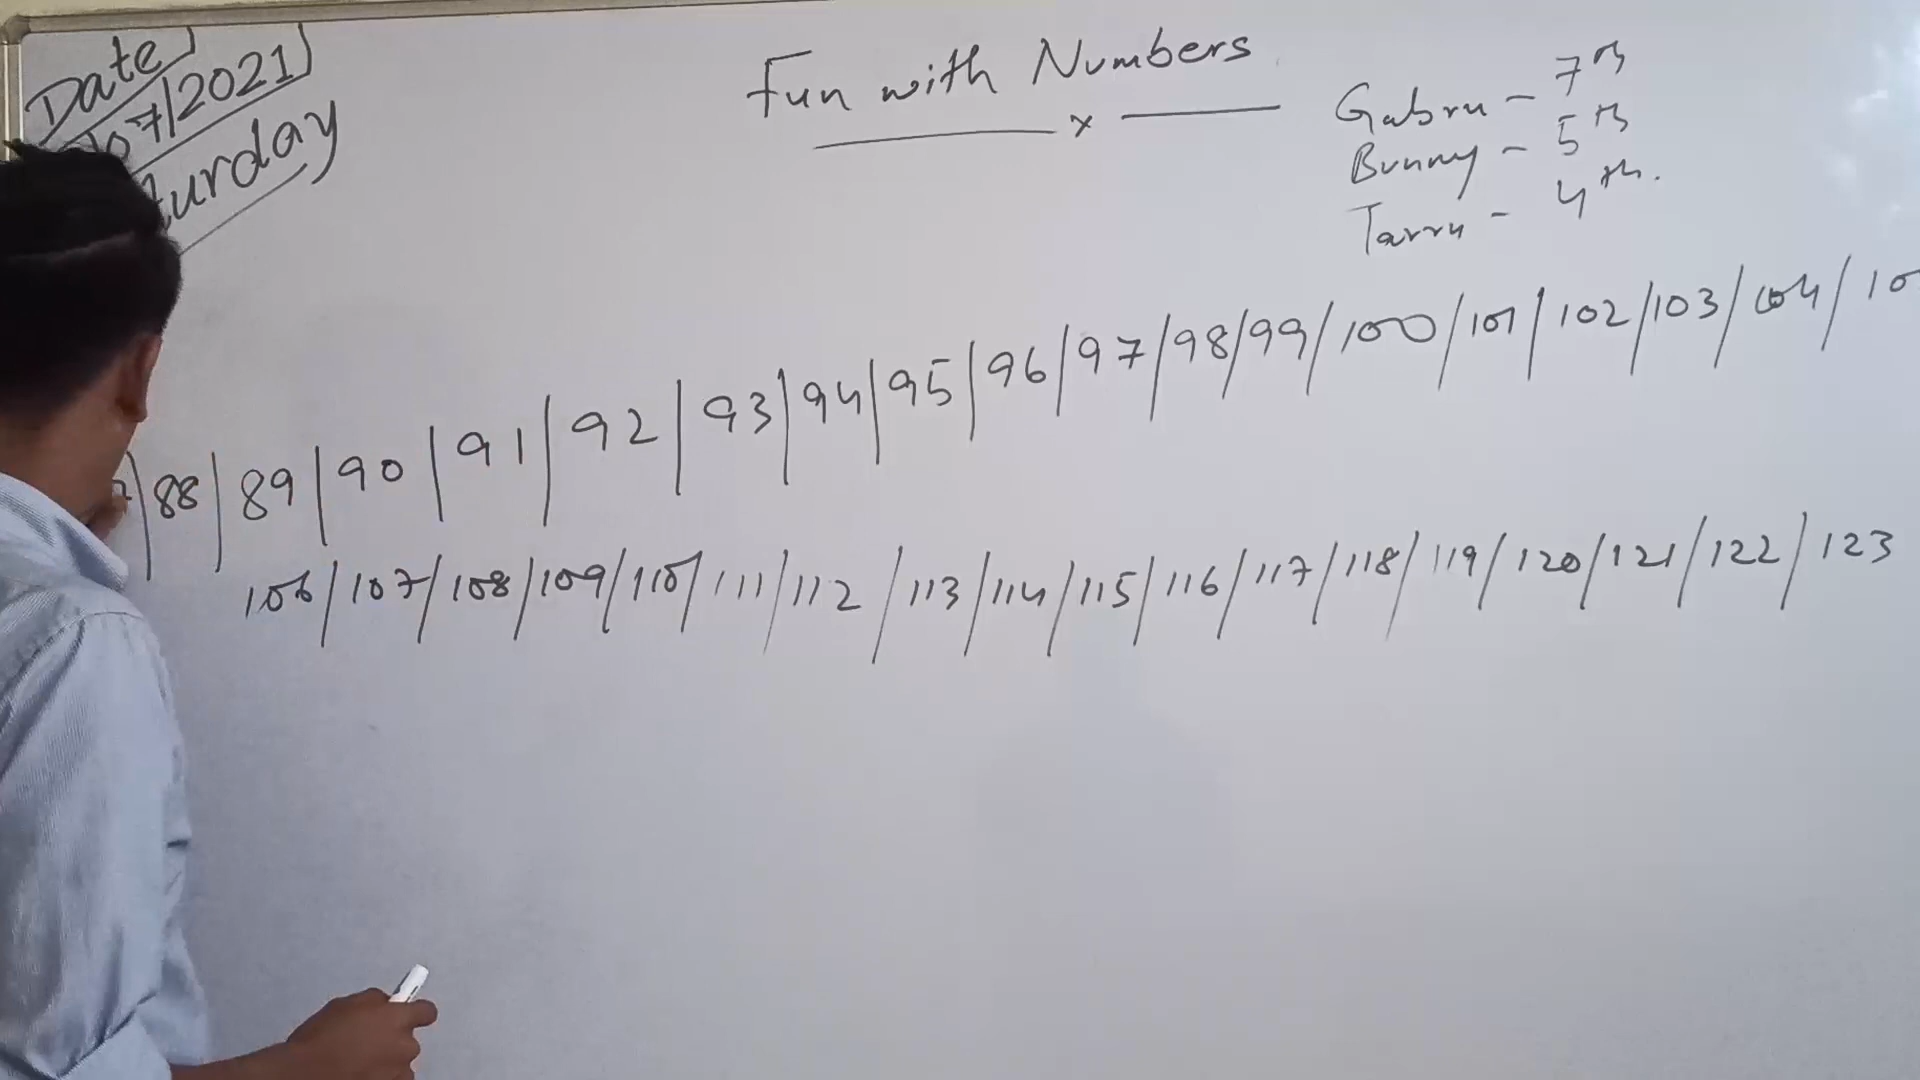 Date
07/2021
Fun with Numbers
x
Gabru - 7th
Bunny - 5th
Tarru - 4th.
88/89/90/91/92/93/94/95/96/97/98/99/100/101/102/103/104/10
106/107/108/109/110/111/112/113/114/115/116/117/118/119/120/121/122/123